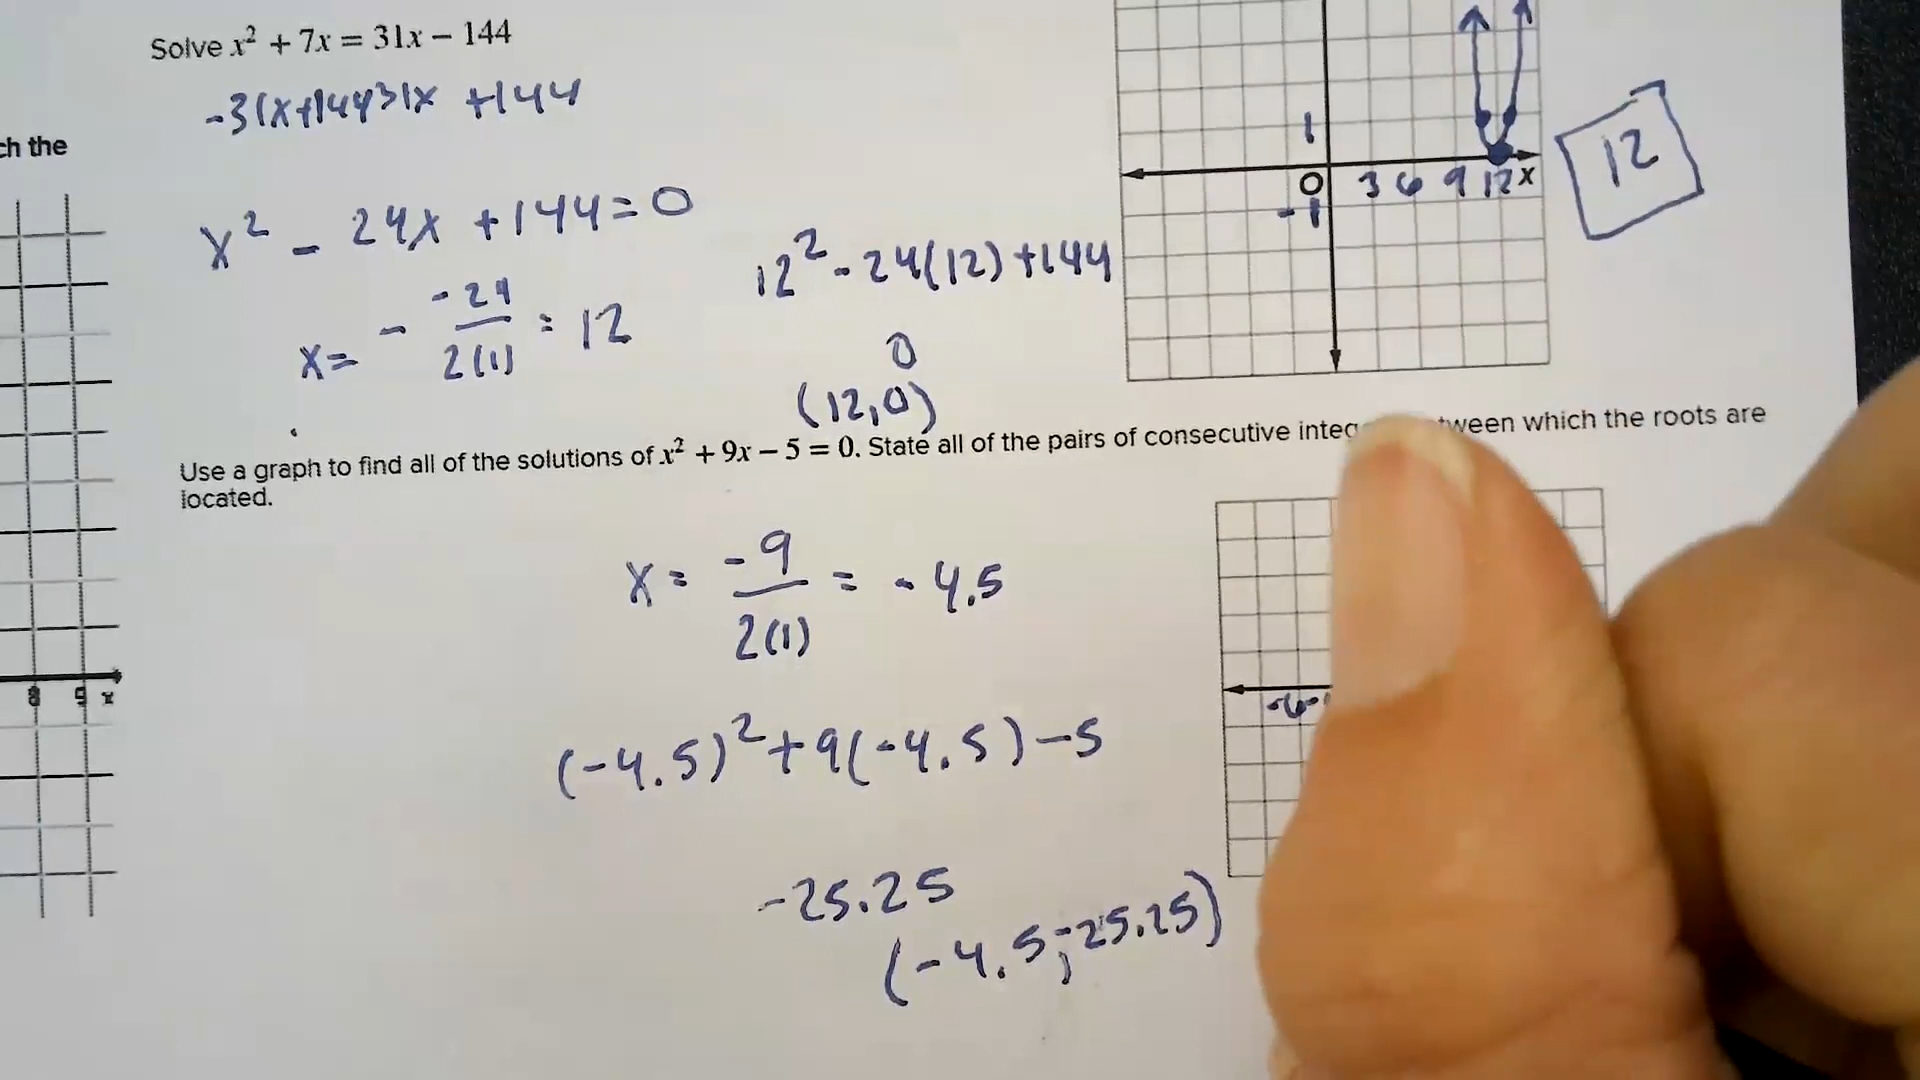 Solve x² + 7x = 31x − 144
-31x+144 -31x +144
ch the
x² - 24x + 144 = 0
x = - -24/2(1) = 12
12² - 24(12) + 144
0
(12,0)
1
0 3 6 9 12 x
-1
12
Use a graph to find all of the solutions of x² + 9x − 5 = 0. State all of the pairs of consecutive integ tween which the roots are
located.
x = -9/2(1) = -4.5
(-4.5)² + 9(-4.5) - 5
-25.25
(-4.5, -25.25)
-6
8 9 x